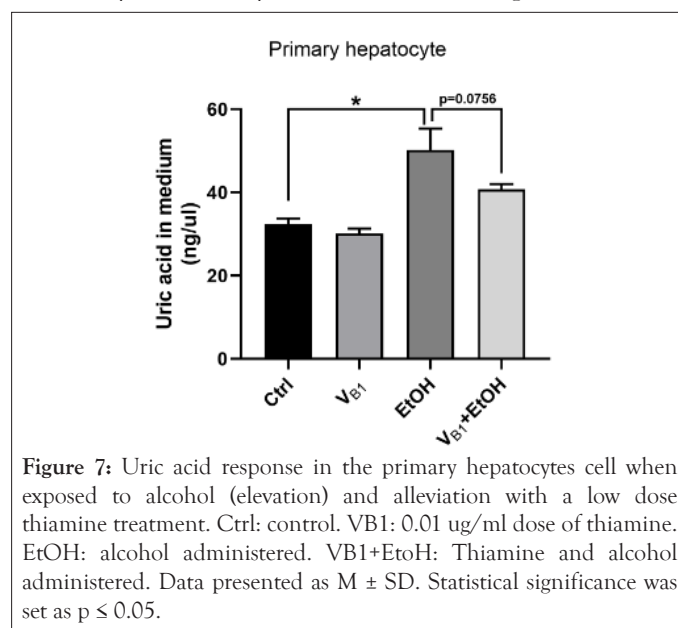 Primary hepatocyte
*
p=0.0756
Uric acid in medium
(ng/ul)
60
40
20
0
Ctrl
VB1
EtOH
VB1+EtOH
Figure 7: Uric acid response in the primary hepatocytes cell when
exposed to alcohol (elevation) and alleviation with a low dose
thiamine treatment. Ctrl: control. VB1: 0.01 ug/ml dose of thiamine.
EtOH: alcohol administered. VB1+EtoH: Thiamine and alcohol
administered. Data presented as M ± SD. Statistical significance was
set as p ≤ 0.05.